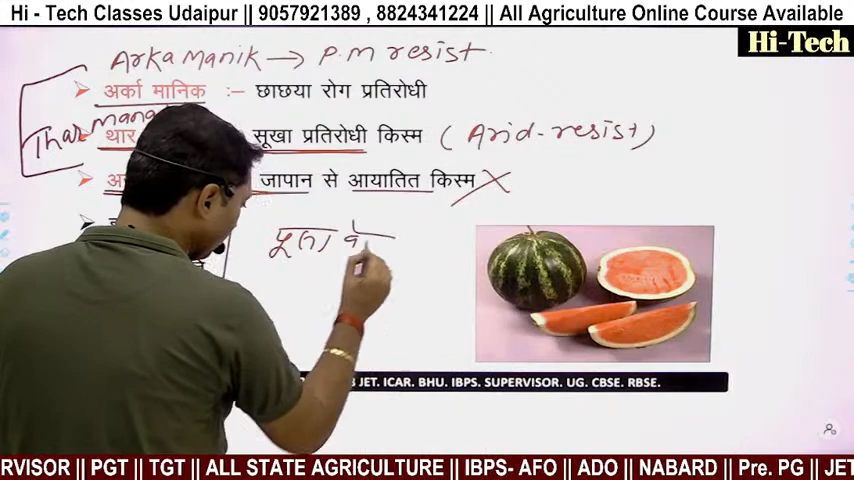 Hi - Tech Classes Udaipur || 9057921389 , 8824341224 || All Agriculture Online Course Available
Hi-Tech
Arka Manik → P.M resist.
अर्का मानिक :– छाछया रोग प्रतिरोधी
Thar mana
थार सूखा प्रतिरोधी किस्म ( Arid-resist)
जापान से आयातित किस्म
JET. ICAR. BHU. IBPS. SUPERVISOR. UG. CBSE. RBSE.
RVISOR || PGT || TGT || ALL STATE AGRICULTURE || IBPS- AFO || ADO || NABARD || Pre. PG || JET